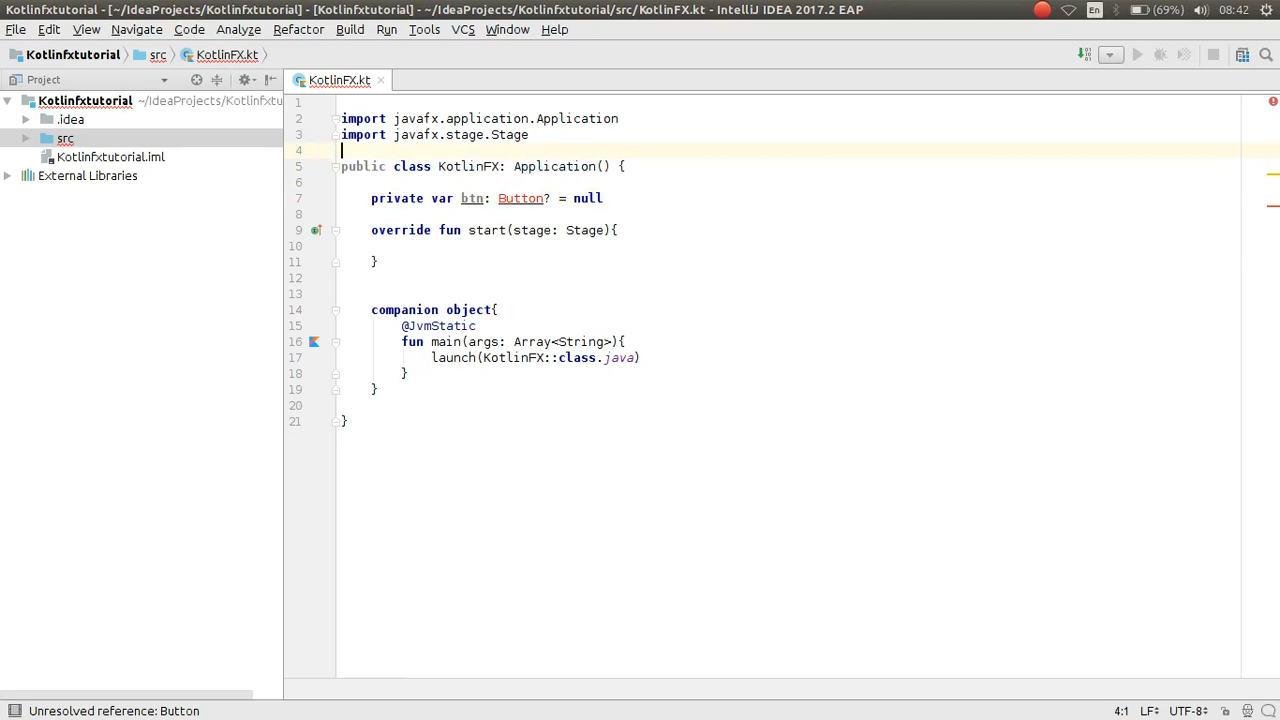 Kotlinfxtutorial - [~/IdeaProjects/Kotlinfxtutorial] - [Kotlinfxtutorial] - ~/IdeaProjects/Kotlinfxtutorial/src/KotlinFX.kt - IntelliJ IDEA 2017.2 EAP En (69%) 08:42
File Edit View Navigate Code Analyze Refactor Build Run Tools VCS Window Help
Kotlinfxtutorial src KotlinFX.kt
Project
KotlinFX.kt
Kotlinfxtutorial ~/IdeaProjects/Kotlinfxtu
.idea
src
Kotlinfxtutorial.iml
External Libraries
1
2 import javafx.application.Application
3 import javafx.stage.Stage
4
5 public class KotlinFX: Application() {
6
7 private var btn: Button? = null
8
9 override fun start(stage: Stage){
10
11 }
12
13
14 companion object{
15 @JvmStatic
16 fun main(args: Array<String>){
17 launch(KotlinFX::class.java)
18 }
19 }
20
21 }
Unresolved reference: Button 4:1 LF UTF-8